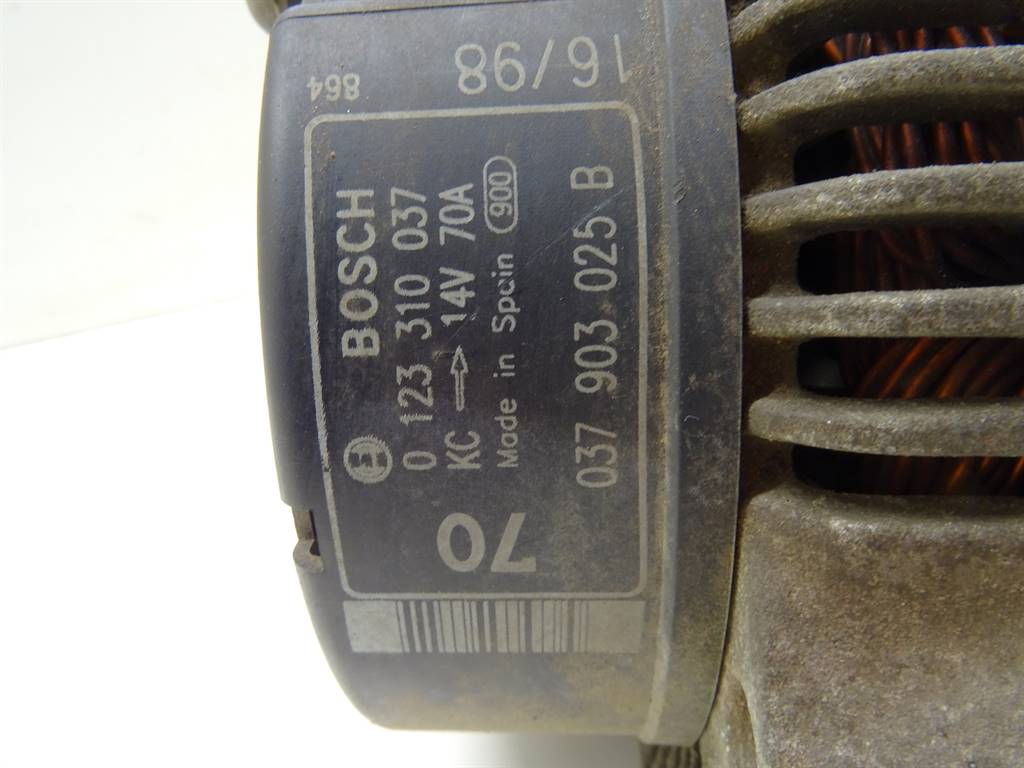 BOSCH
0 123 310 037
KC → 14V 70A
Made in Spain 900
037 903 025 B
70
16/98
864